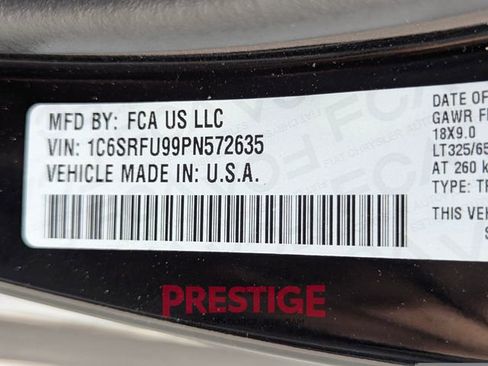 MFD BY: FCA US LLC
VIN: 1C6SRFU99PN572635
VEHICLE MADE IN: U.S.A.
DATE OF
GAWR F
18X9.0
LT325/65
AT 260 k
TYPE: T
THIS VEH
PRESTIGE